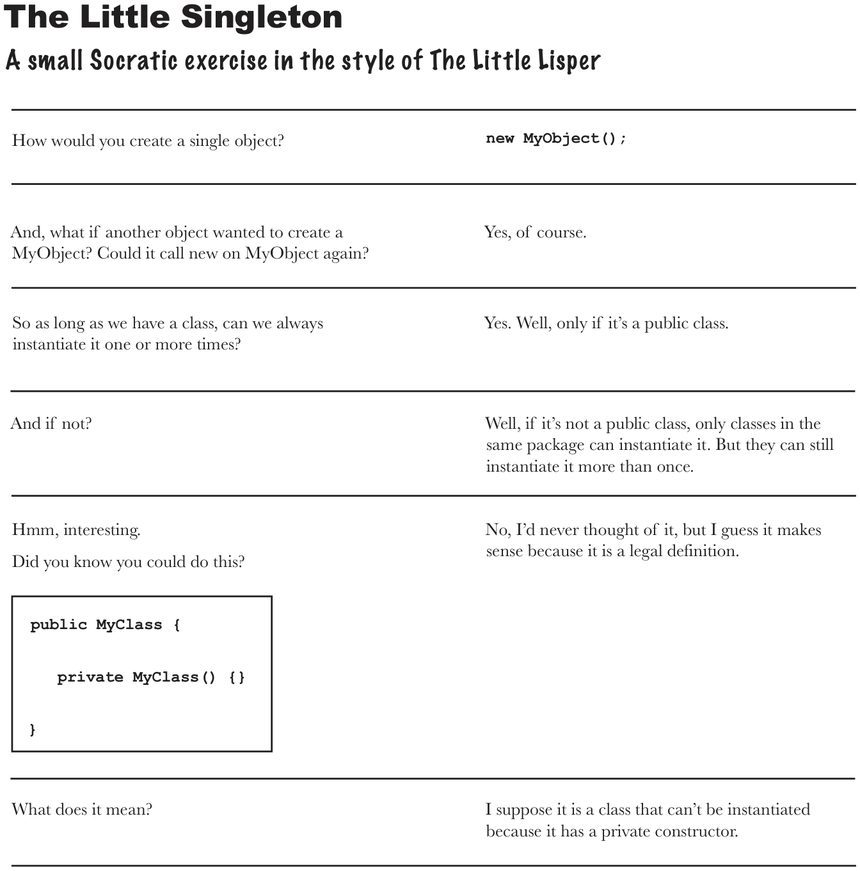 The Little Singleton
A small Socratic exercise in the style of The Little Lisper
How would you create a single object?
new MyObject();
And, what if another object wanted to create a
MyObject? Could it call new on MyObject again?
Yes, of course.
So as long as we have a class, can we always
instantiate it one or more times?
Yes. Well, only if it’s a public class.
And if not?
Well, if it’s not a public class, only classes in the
same package can instantiate it. But they can still
instantiate it more than once.
Hmm, interesting.
Did you know you could do this?
public MyClass {
private MyClass() {}
}
No, I’d never thought of it, but I guess it makes
sense because it is a legal definition.
What does it mean?
I suppose it is a class that can’t be instantiated
because it has a private constructor.